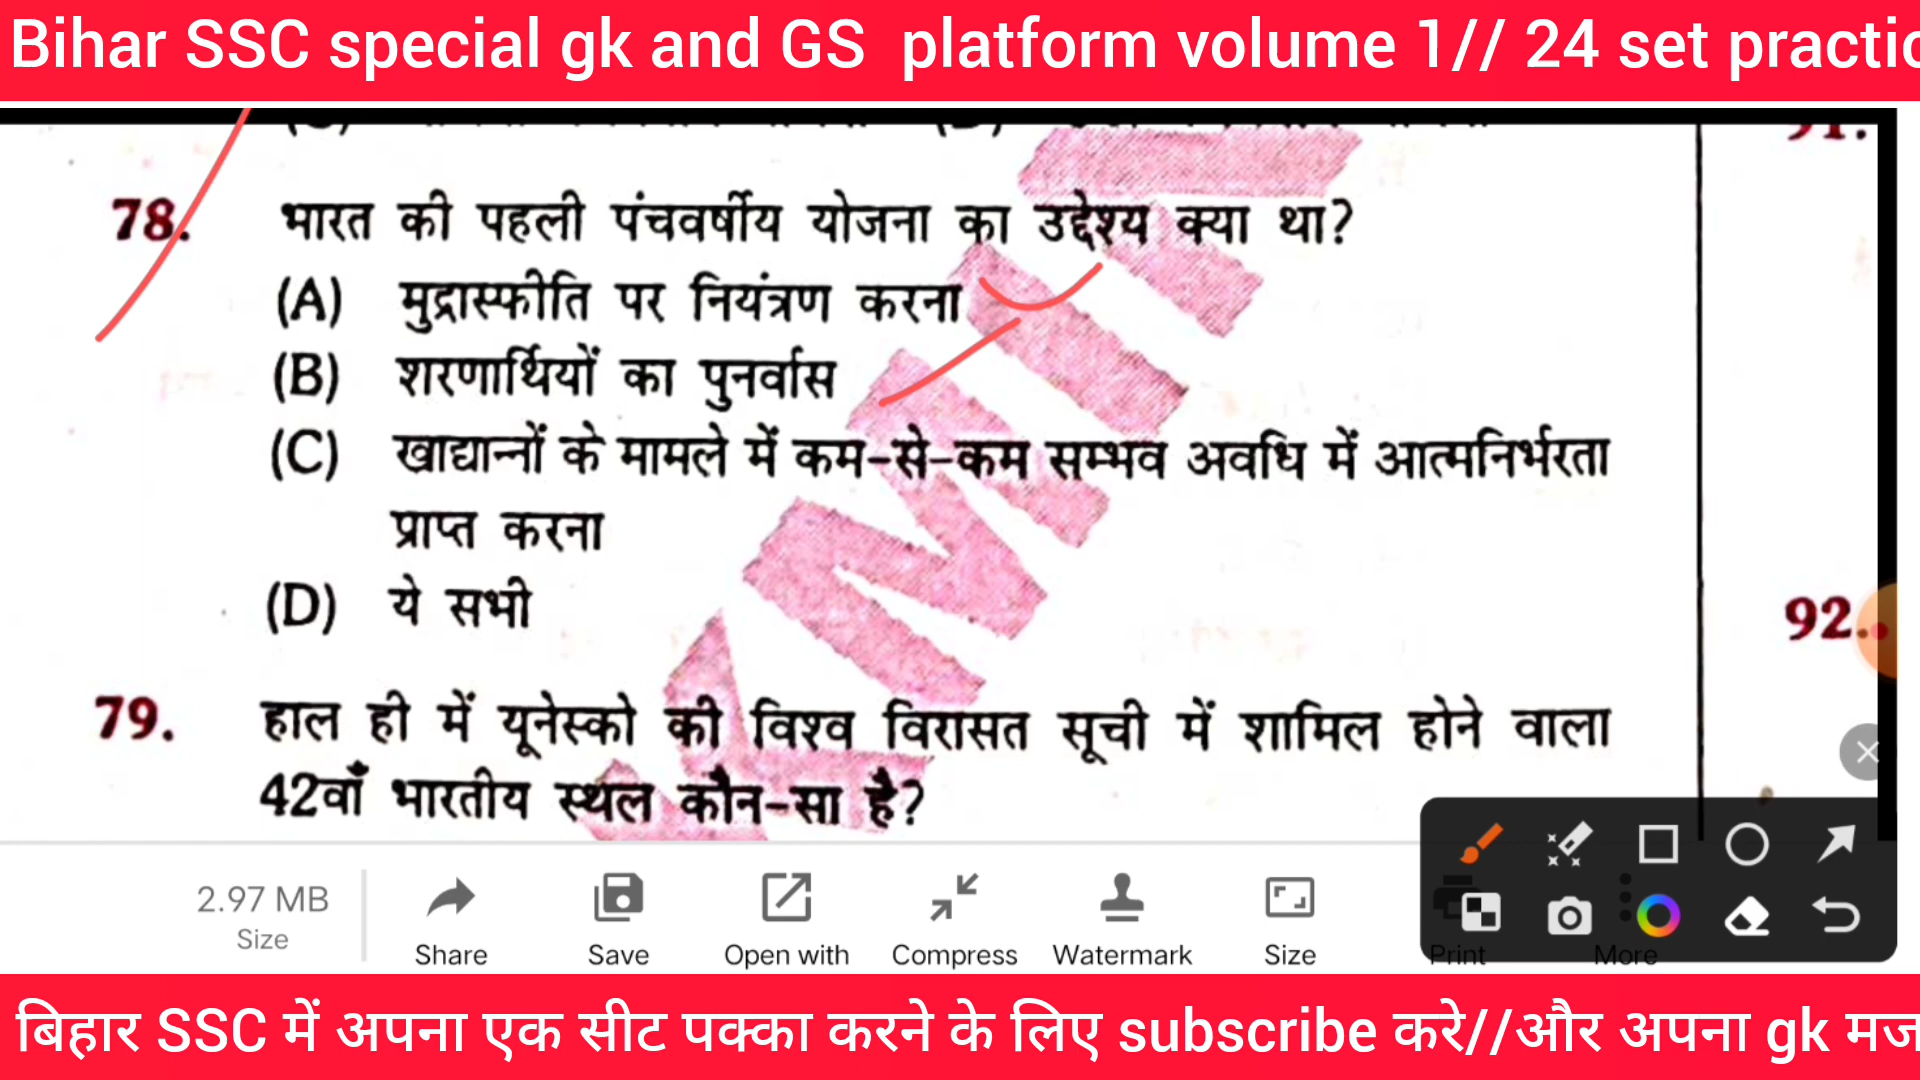 Bihar SSC special gk and GS platform volume 1// 24 set practic
78. भारत की पहली पंचवर्षीय योजना का उद्देश्य क्या था?
(A) मुद्रास्फीति पर नियंत्रण करना
(B) शरणार्थियों का पुनर्वास
(C) खाद्यान्नों के मामले में कम-से-कम सम्भव अवधि में आत्मनिर्भरता
प्राप्त करना
(D) ये सभी
79. हाल ही में यूनेस्को की विश्व विरासत सूची में शामिल होने वाला
42वाँ भारतीय स्थल कौन-सा है?
92.
2.97 MB
Size
Share
Save
Open with
Compress
Watermark
Size
Print
More
बिहार SSC में अपना एक सीट पक्का करने के लिए subscribe करे//और अपना gk मज